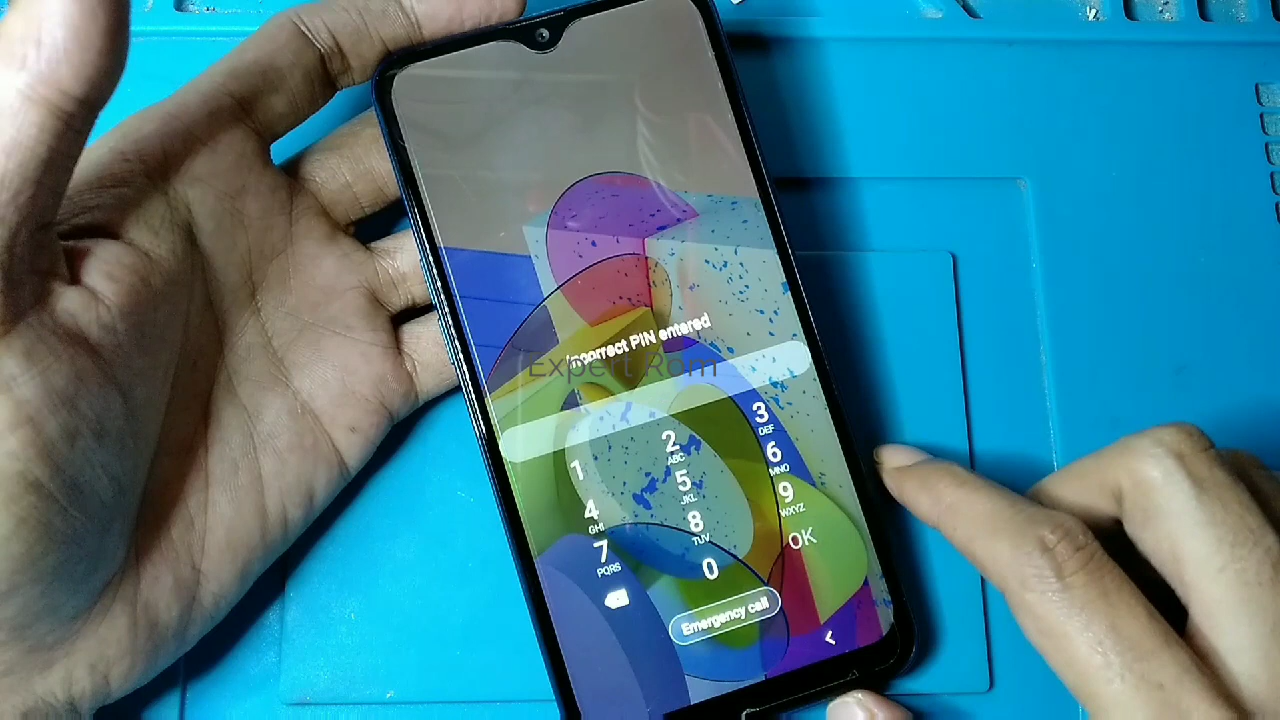 Incorrect PIN entered
Expert Rom
1
2
ABC
3
DEF
4
GHI
5
JKL
6
MNO
7
PQRS
8
TUV
9
WXYZ
0
OK
Emergency call